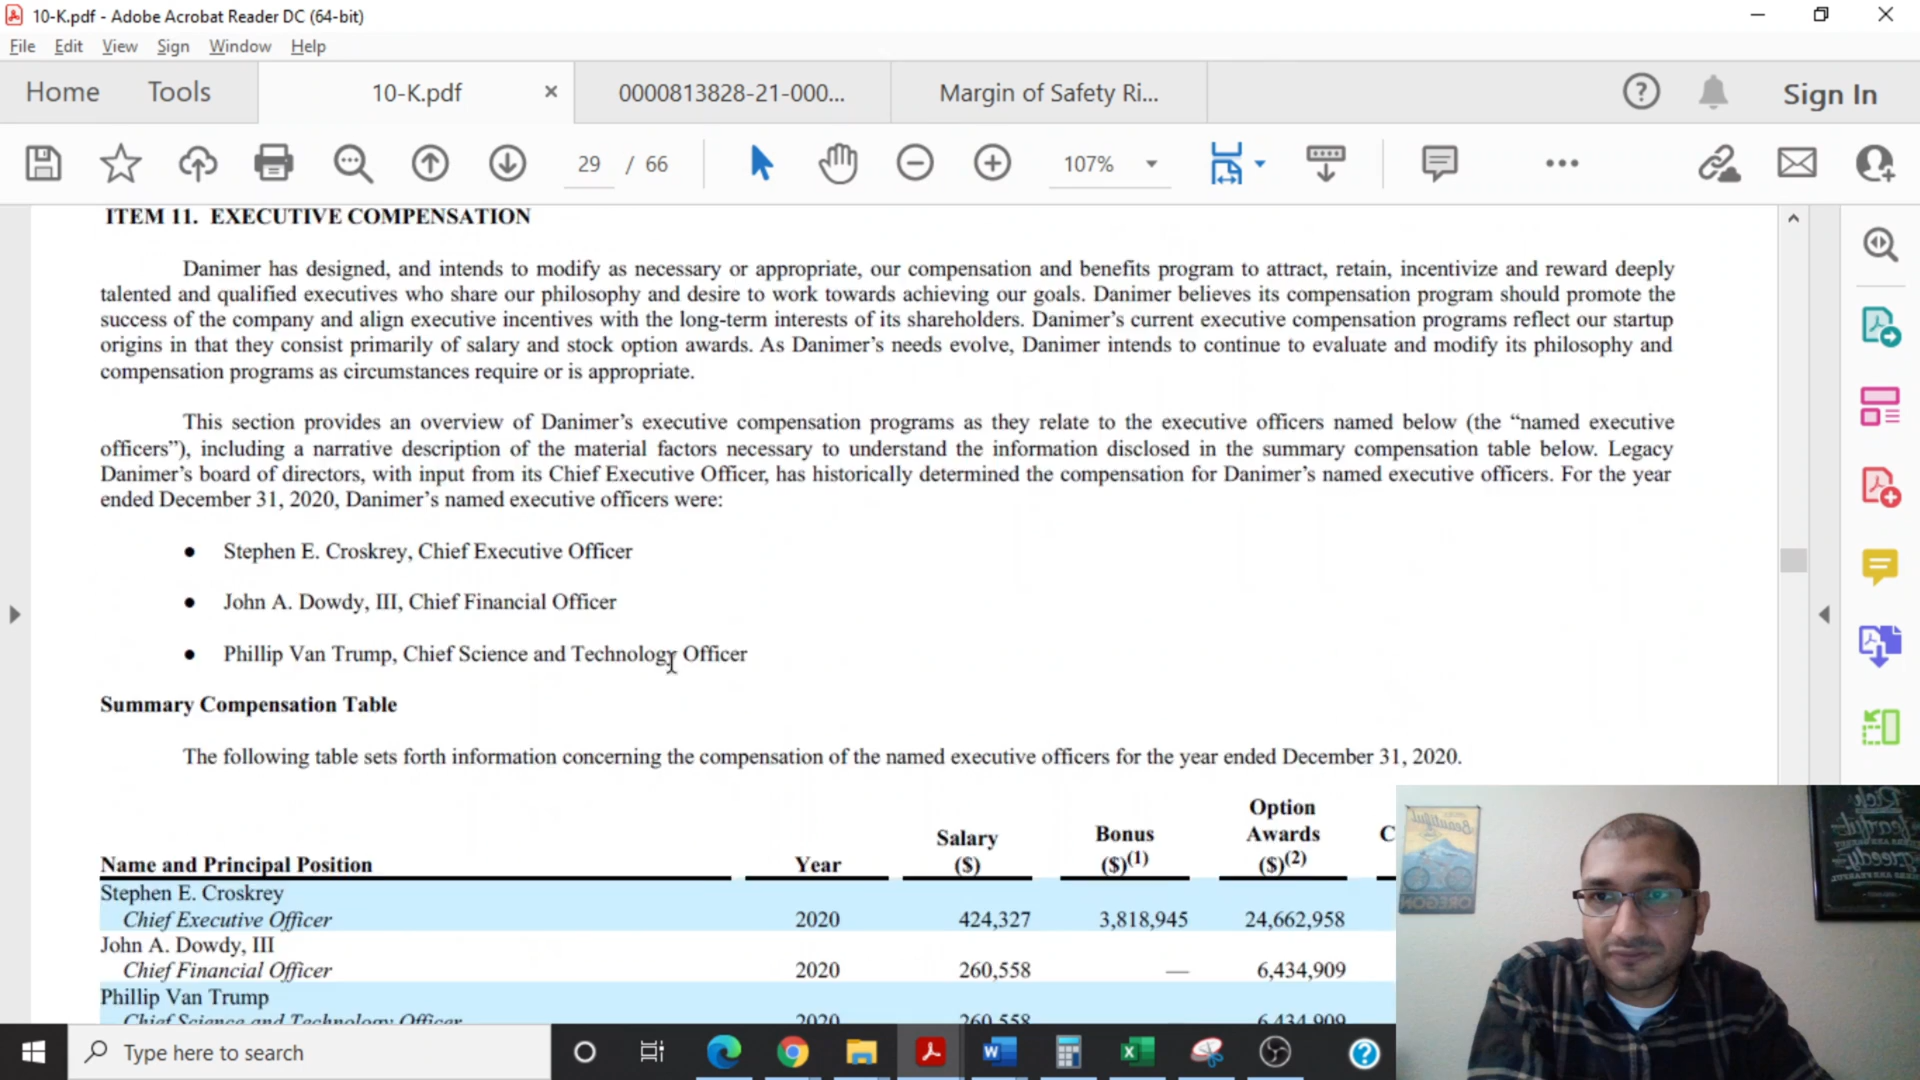 10-K.pdf - Adobe Acrobat Reader DC (64-bit)
File Edit View Sign Window Help
Home Tools 10-K.pdf × 0000813828-21-000... Margin of Safety Ri... Sign In
29 / 66 107%
ITEM 11. EXECUTIVE COMPENSATION
Danimer has designed, and intends to modify as necessary or appropriate, our compensation and benefits program to attract, retain, incentivize and reward deeply
talented and qualified executives who share our philosophy and desire to work towards achieving our goals. Danimer believes its compensation program should promote the
success of the company and align executive incentives with the long-term interests of its shareholders. Danimer’s current executive compensation programs reflect our startup
origins in that they consist primarily of salary and stock option awards. As Danimer’s needs evolve, Danimer intends to continue to evaluate and modify its philosophy and
compensation programs as circumstances require or is appropriate.
This section provides an overview of Danimer’s executive compensation programs as they relate to the executive officers named below (the “named executive
officers”), including a narrative description of the material factors necessary to understand the information disclosed in the summary compensation table below. Legacy
Danimer’s board of directors, with input from its Chief Executive Officer, has historically determined the compensation for Danimer’s named executive officers. For the year
ended December 31, 2020, Danimer’s named executive officers were:
● Stephen E. Croskrey, Chief Executive Officer
● John A. Dowdy, III, Chief Financial Officer
● Phillip Van Trump, Chief Science and Technology Officer
Summary Compensation Table
The following table sets forth information concerning the compensation of the named executive officers for the year ended December 31, 2020.
Option
Salary Bonus Awards C
Name and Principal Position Year ($) ($)(1) ($)(2)
Stephen E. Croskrey
Chief Executive Officer 2020 424,327 3,818,945 24,662,958
John A. Dowdy, III
Chief Financial Officer 2020 260,558 — 6,434,909
Phillip Van Trump
Chief Science and Technology Officer 2020 260,558 6,434,909
Beautiful
OREGON
Type here to search